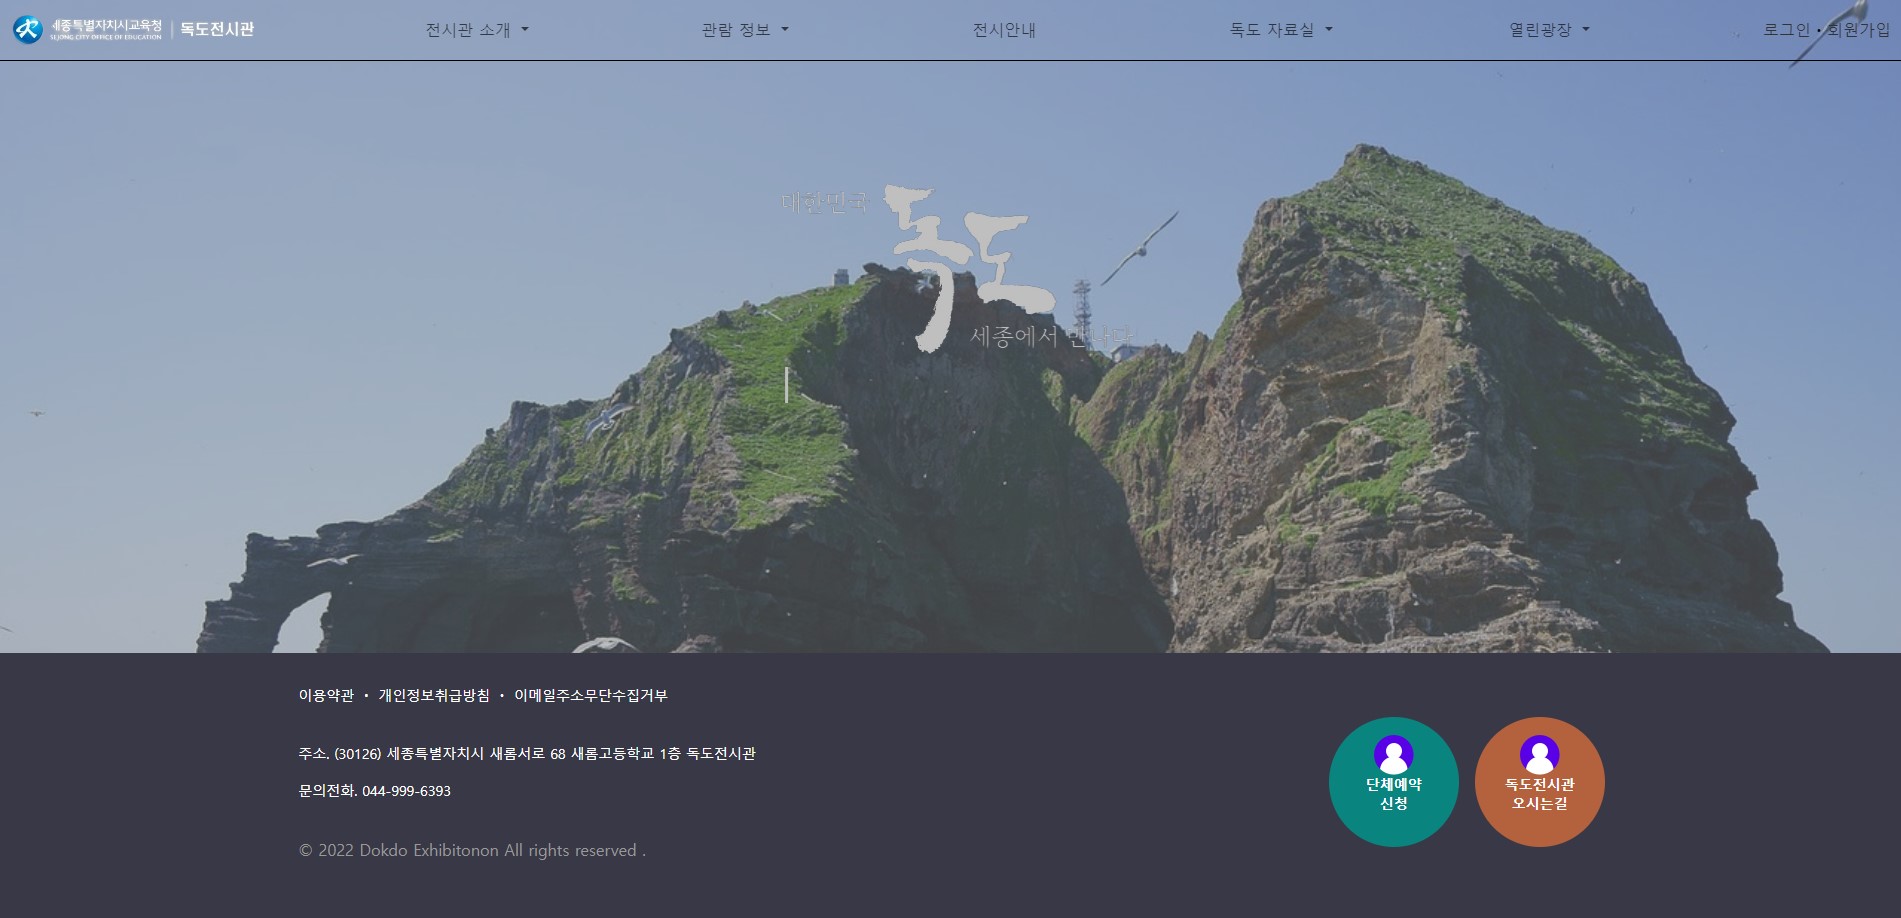 세종특별자치시교육청
SEJONG CITY OFFICE OF EDUCATION
독도전시관
전시관 소개
관람 정보
전시안내
독도 자료실
열린광장
로그인 • 회원가입
대한민국
독도
세종에서 만나다
이용약관 • 개인정보취급방침 • 이메일주소무단수집거부
주소. (30126) 세종특별자치시 새롬서로 68 새롬고등학교 1층 독도전시관
문의전화. 044-999-6393
© 2022 Dokdo Exhibitonon All rights reserved .
단체예약
신청
독도전시관
오시는길